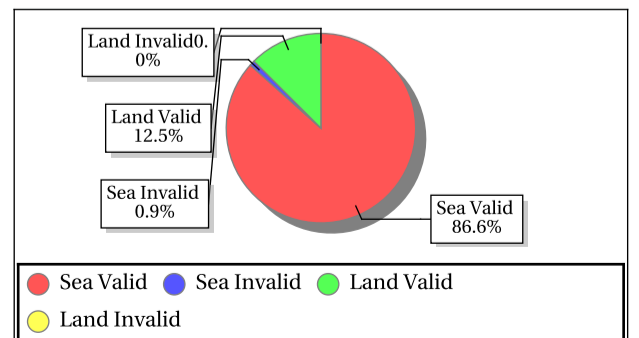 Land Invalid0.
0%
Land Valid
12.5%
Sea Invalid
0.9%
Sea Valid
86.6%
Sea Valid Sea Invalid Land Valid
Land Invalid